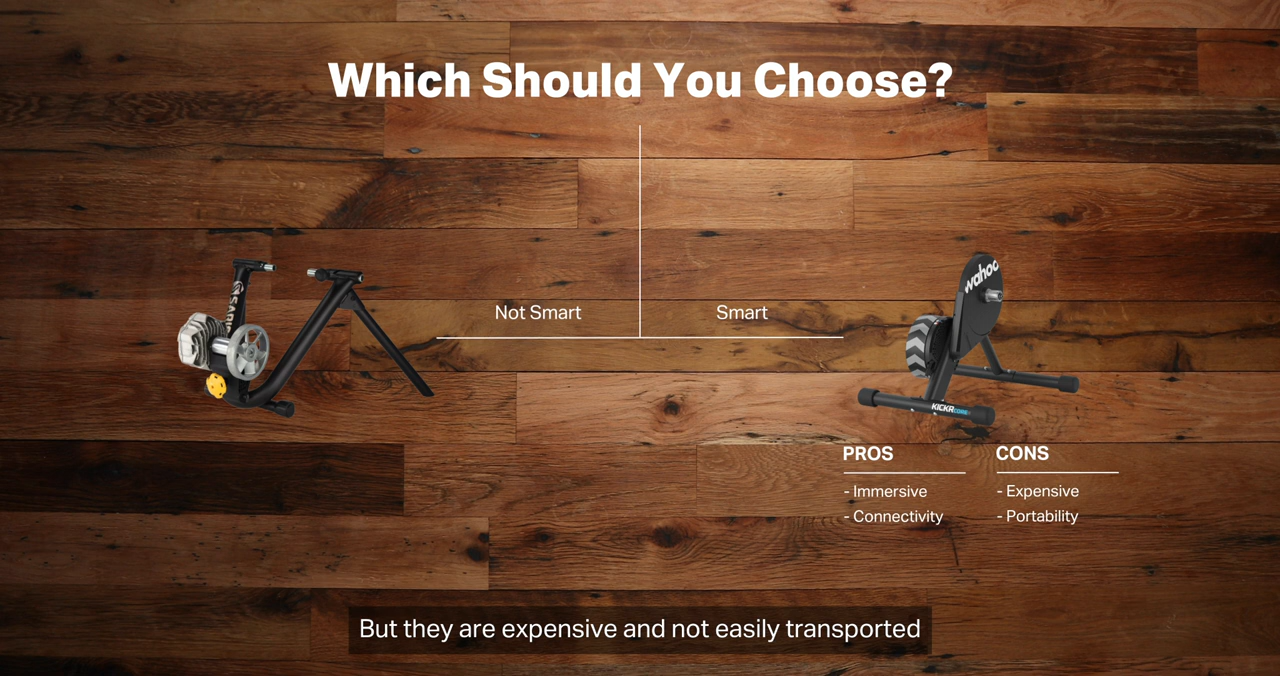 Which Should You Choose?
Not Smart
Smart
wahoo
KICKR CORE
PROS
- Immersive
- Connectivity
CONS
- Expensive
- Portability
But they are expensive and not easily transported